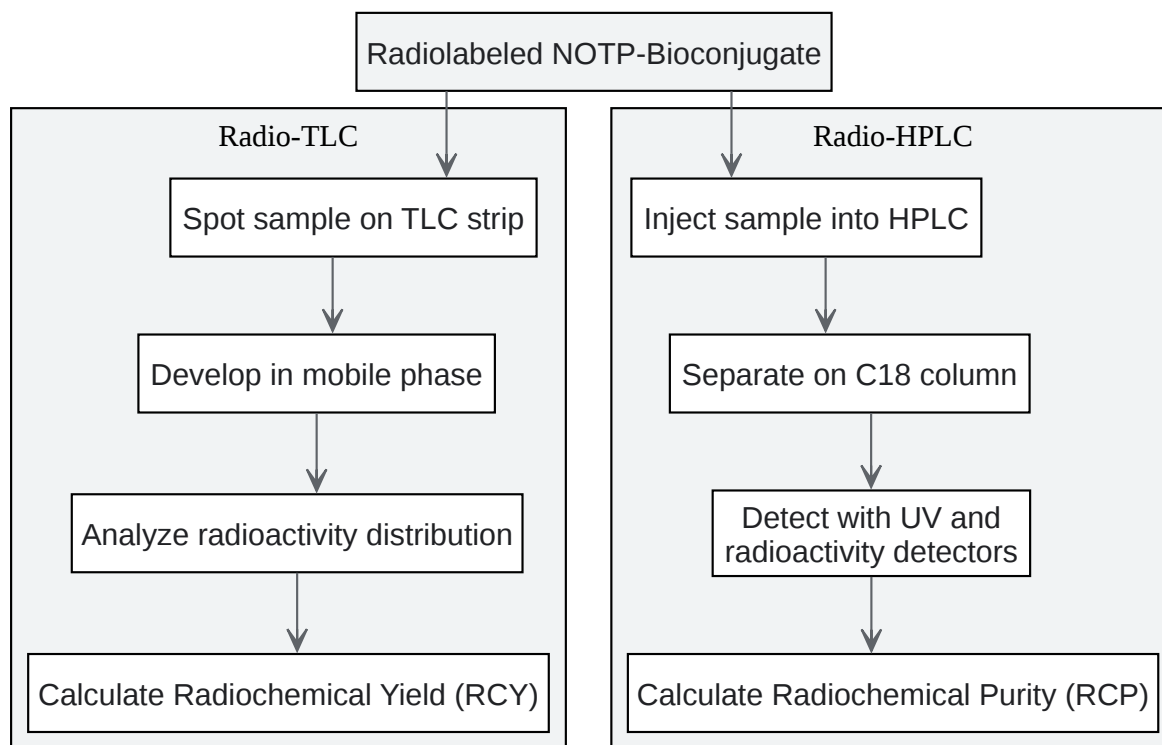 Radiolabeled NOTP-Bioconjugate
Radio-TLC
Spot sample on TLC strip
Develop in mobile phase
Analyze radioactivity distribution
Calculate Radiochemical Yield (RCY)
Radio-HPLC
Inject sample into HPLC
Separate on C18 column
Detect with UV and
radioactivity detectors
Calculate Radiochemical Purity (RCP)